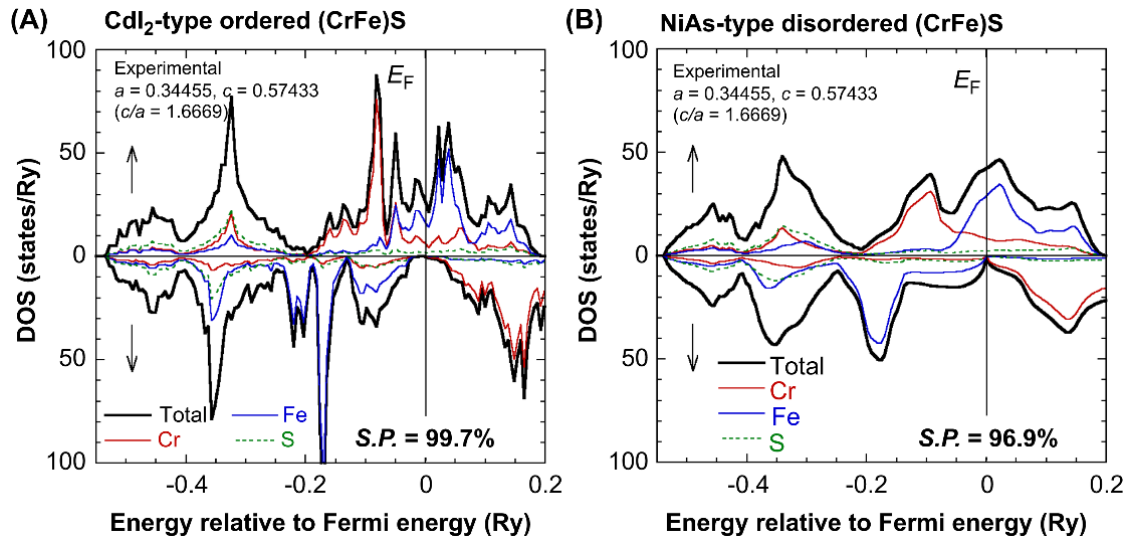 (A) CdI₂-type ordered (CrFe)S
100
50
0
50
100
DOS (states/Ry)
Experimental
a = 0.34455, c = 0.57433
(c/a = 1.6669)
E_F
Total
Fe
Cr
S
S.P. = 99.7%
-0.4
-0.2
0
0.2
Energy relative to Fermi energy (Ry)
(B) NiAs-type disordered (CrFe)S
100
50
0
50
100
DOS (states/Ry)
Experimental
a = 0.34455, c = 0.57433
(c/a = 1.6669)
E_F
Total
Cr
Fe
S
S.P. = 96.9%
-0.4
-0.2
0
0.2
Energy relative to Fermi energy (Ry)